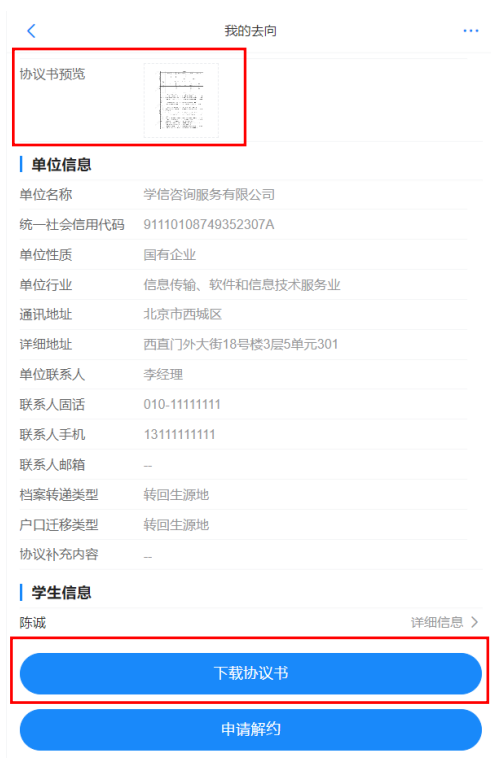 我的去向
协议书预览
单位信息
单位名称 学信咨询服务有限公司
统一社会信用代码 91110108749352307A
单位性质 国有企业
单位行业 信息传输、软件和信息技术服务业
通讯地址 北京市西城区
详细地址 西直门外大街18号楼3层5单元301
单位联系人 李经理
联系人固话 010-11111111
联系人手机 13111111111
联系人邮箱 --
档案转递类型 转回生源地
户口迁移类型 转回生源地
协议补充内容 --
学生信息
陈诚 详细信息
下载协议书
申请解约